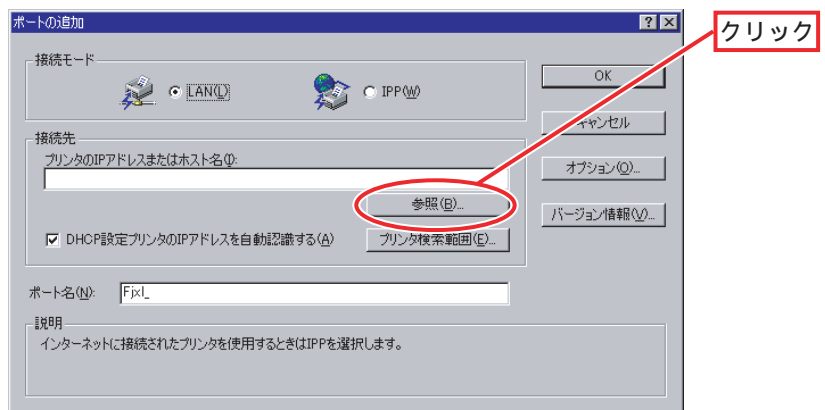 ポートの追加
クリック
接続モード
LAN(L)
IPP(W)
OK
キャンセル
接続先
プリンタのIPアドレスまたはホスト名(I):
オプション(O)...
参照(B)...
バージョン情報(V)...
DHCP設定プリンタのIPアドレスを自動認識する(A)
プリンタ検索範囲(E)...
ポート名(N):
Fjxl_
説明
インターネットに接続されたプリンタを使用するときはIPPを選択します。